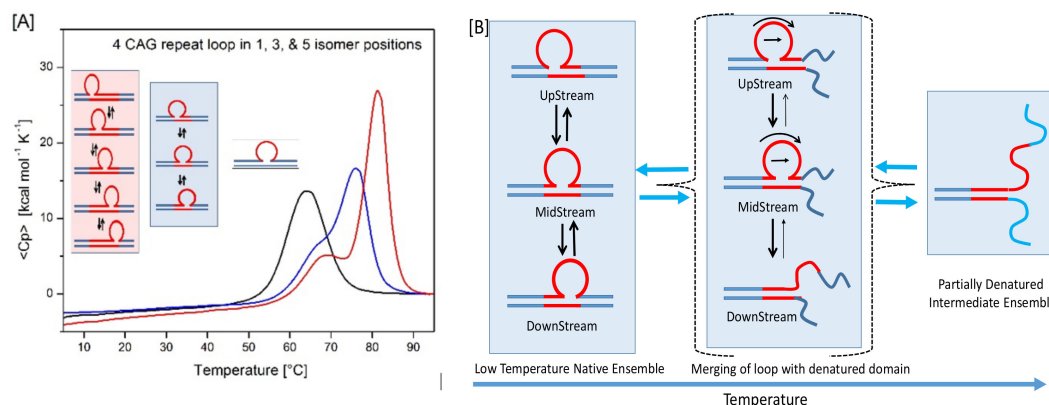 [A]
4 CAG repeat loop in 1, 3, & 5 isomer positions
<Cp> [kcal mol⁻¹ K⁻¹]
30
20
10
0
10 20 30 40 50 60 70 80 90
Temperature [°C]
[B]
UpStream
MidStream
DownStream
Low Temperature Native Ensemble
UpStream
MidStream
DownStream
Merging of loop with denatured domain
Partially Denatured
Intermediate Ensembl
Temperature